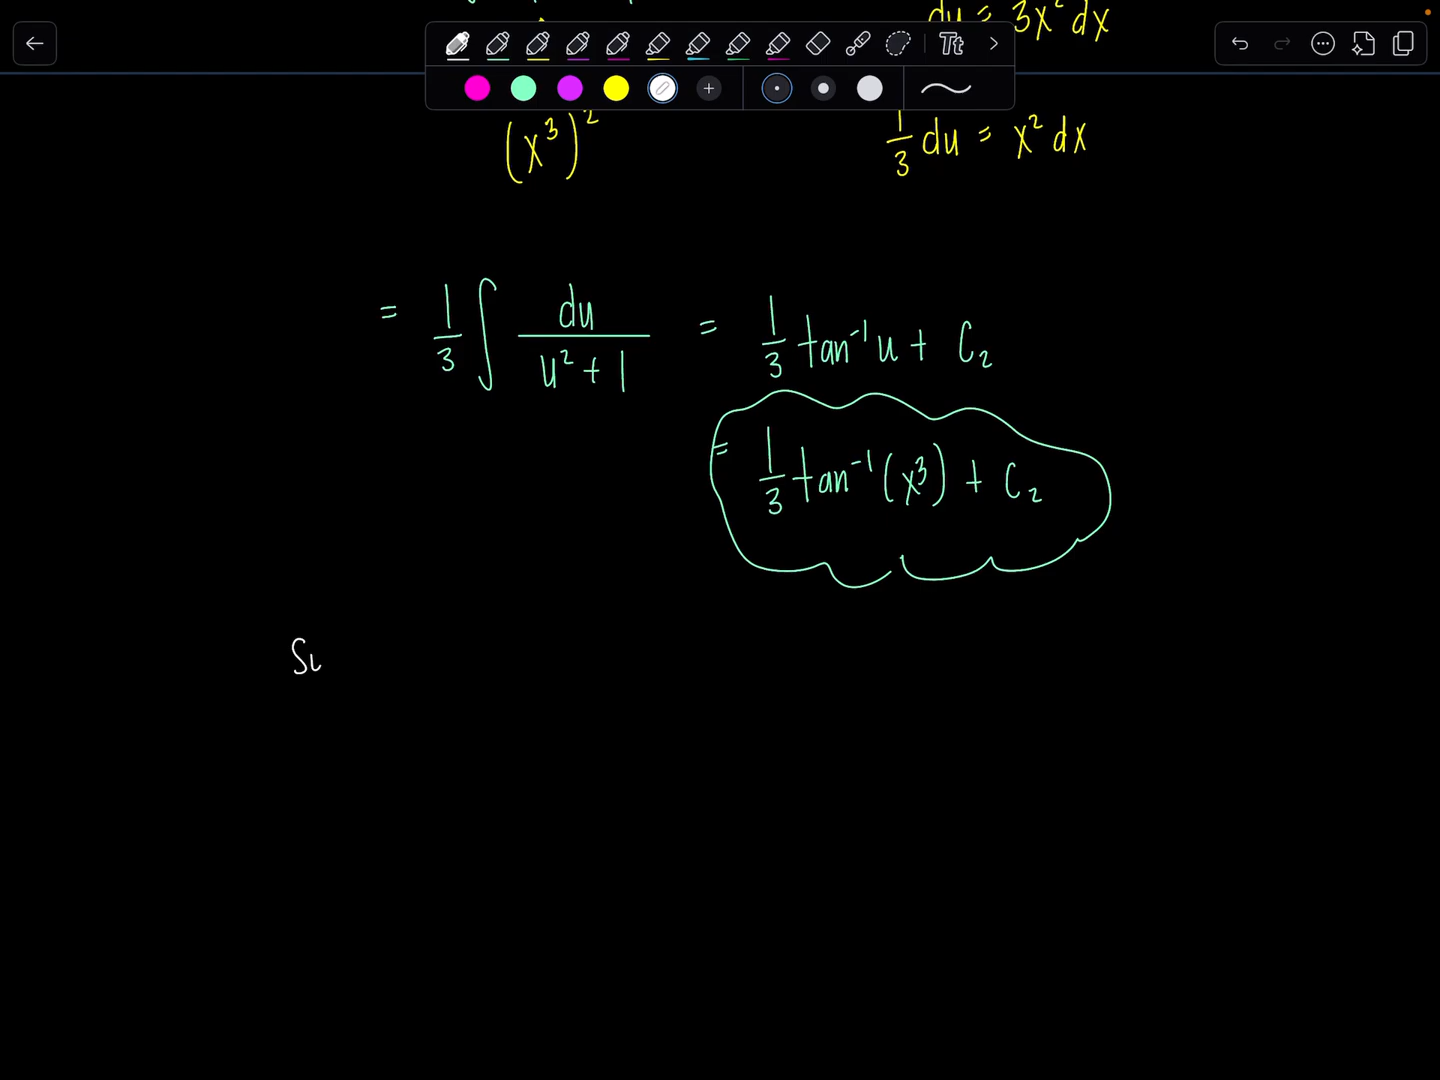 du = 3x² dx
Tt
(x³)²
1/3 du = x² dx
= 1/3 ∫ du/(u² + 1) = 1/3 tan⁻¹ u + C₂
= 1/3 tan⁻¹ (x³) + C₂